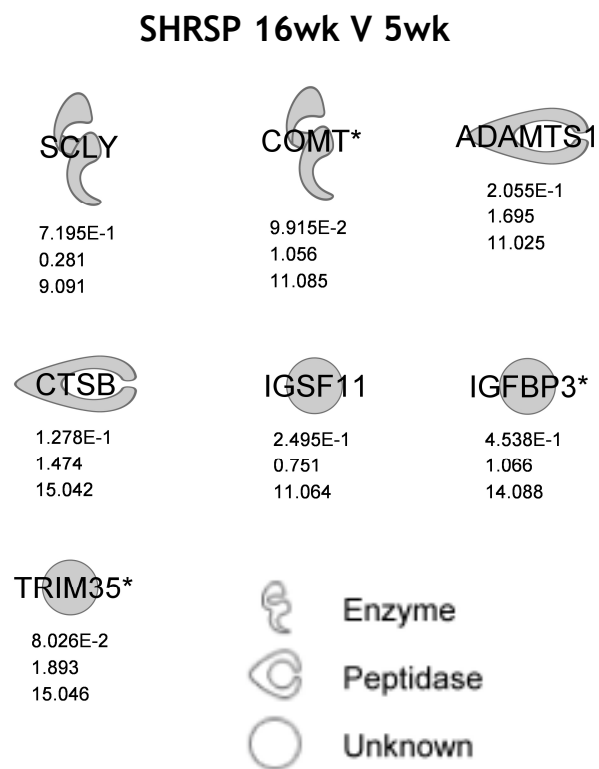 SHRSP 16wk V 5wk
SCLY
7.195E-1
0.281
9.091
COMT*
9.915E-2
1.056
11.085
ADAMTS1
2.055E-1
1.695
11.025
CTSB
1.278E-1
1.474
15.042
IGSF11
2.495E-1
0.751
11.064
IGFBP3*
4.538E-1
1.066
14.088
TRIM35*
8.026E-2
1.893
15.046
Enzyme
Peptidase
Unknown